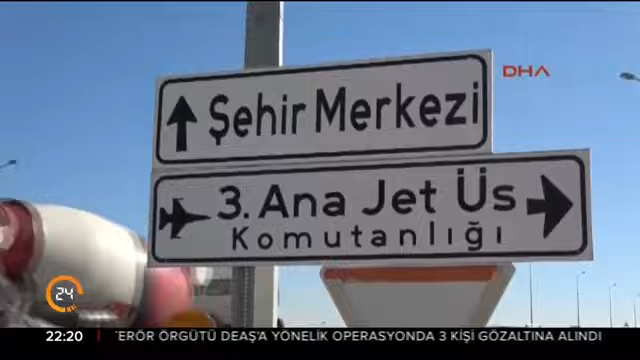 DHA
Şehir Merkezi
3. Ana Jet Üs
Komutanlığı
24
22:20 TERÖR ÖRGÜTÜ DEAŞ'A YÖNELİK OPERASYONDA 3 KİŞİ GÖZALTINA ALINDI